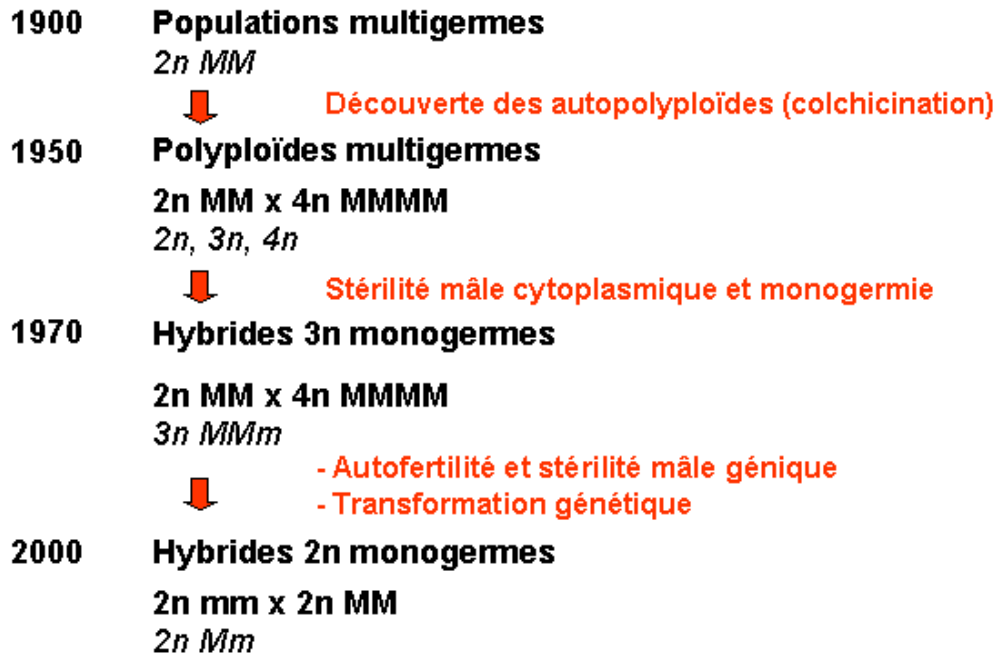 1900 Populations multigermes
2n MM
Découverte des autopolyploïdes (colchicination)
1950 Polyploïdes multigermes
2n MM x 4n MMMM
2n, 3n, 4n
Stérilité mâle cytoplasmique et monogermie
1970 Hybrides 3n monogermes
2n MM x 4n MMMM
3n MMm
- Autofertilité et stérilité mâle génique
- Transformation génétique
2000 Hybrides 2n monogermes
2n mm x 2n MM
2n Mm